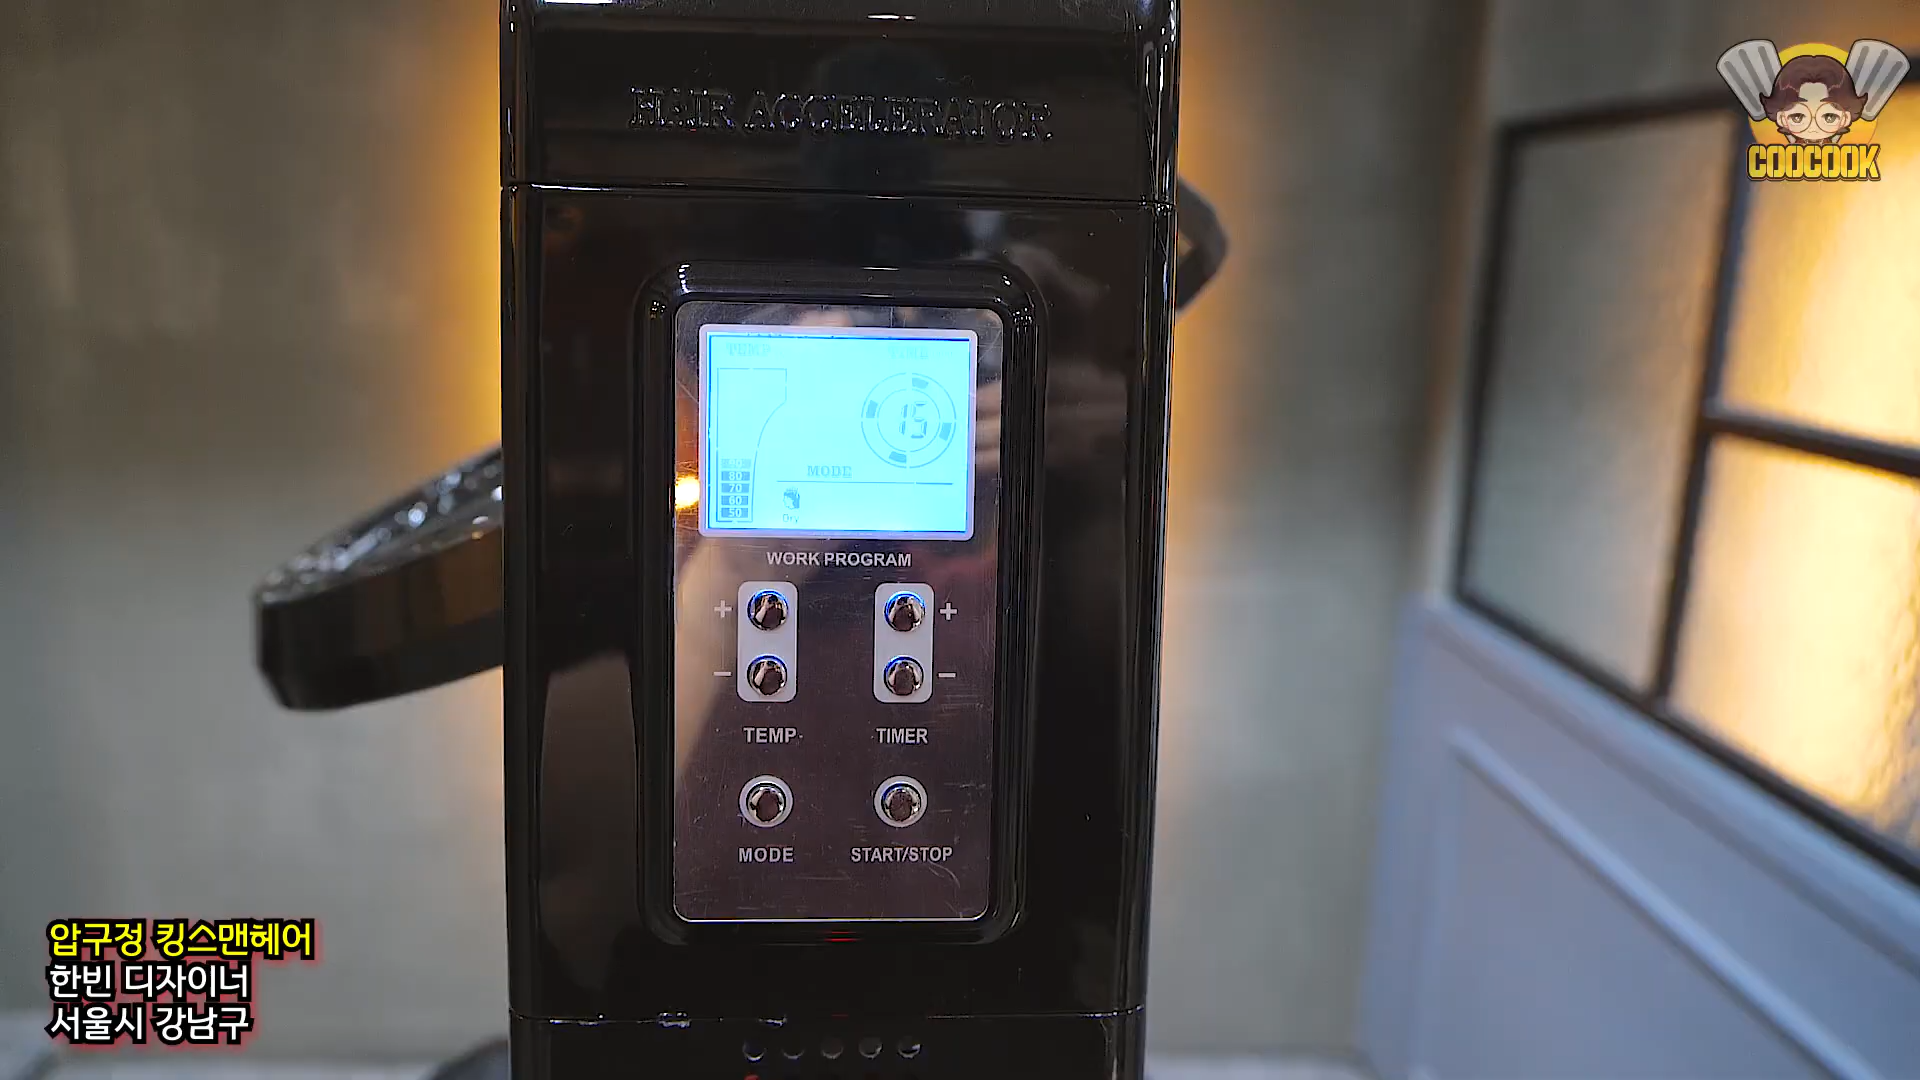 HAIR ACCELERATOR
COOCOOK
TEMP
TIME
15
MODE
90
80
70
60
50
Dry
WORK PROGRAM
+ +
− −
TEMP TIMER
MODE START/STOP
압구정 킹스맨헤어
한빈 디자이너
서울시 강남구